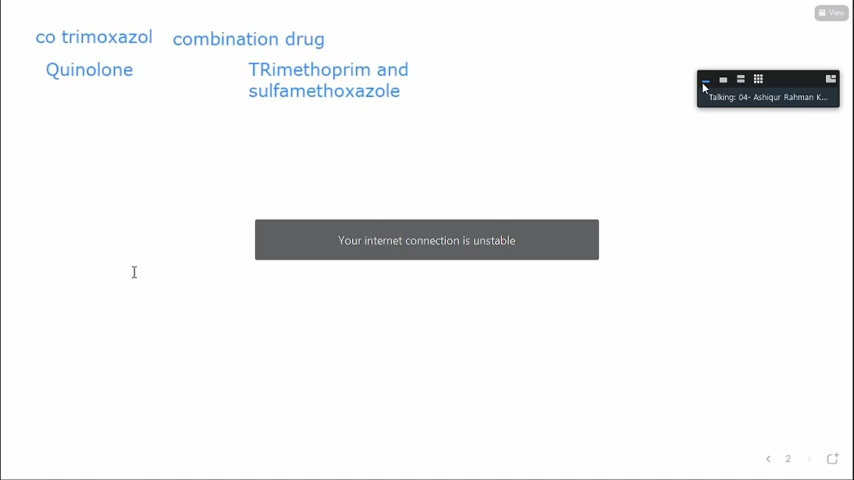 View
co trimoxazol combination drug
Quinolone TRimethoprim and
sulfamethoxazole
Talking: 04- Ashiqur Rahman K...
Your internet connection is unstable
2